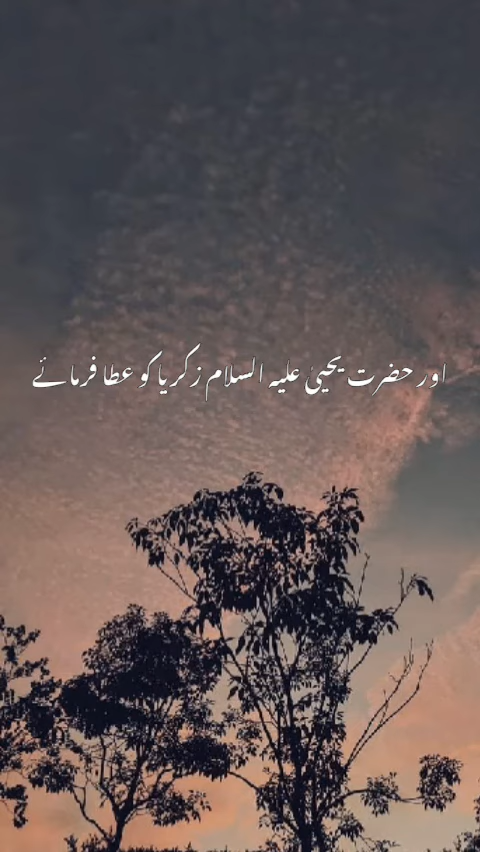 اور حضرت یحییٰ علیہ السلام زکریا کو عطا فرمائے